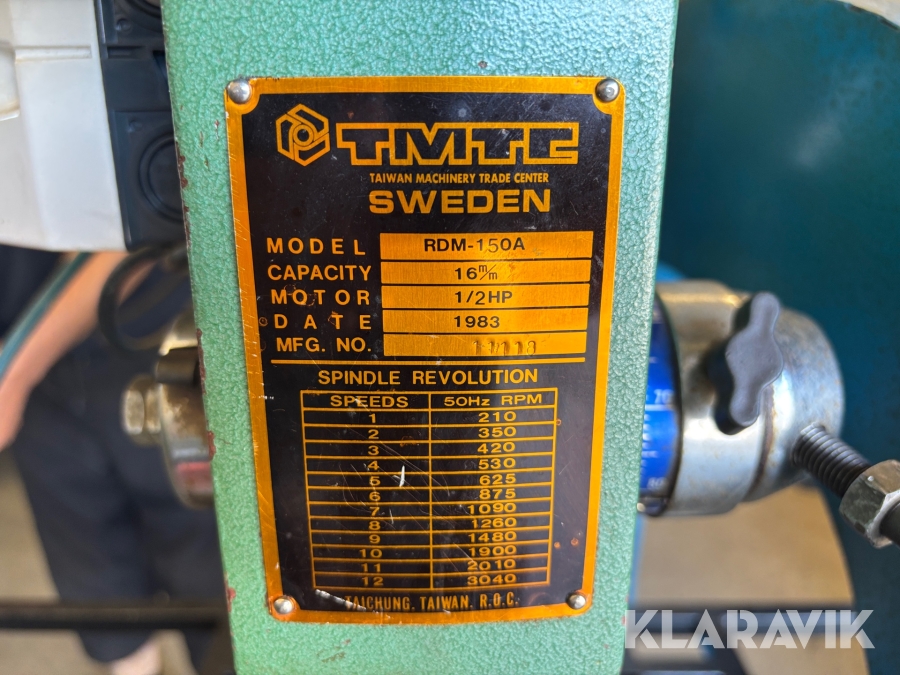 TMTC
TAIWAN MACHINERY TRADE CENTER
SWEDEN
MODEL RDM-150A
CAPACITY 16m/m
MOTOR 1/2HP
DATE 1983
MFG. NO.
SPINDLE REVOLUTION
SPEEDS 50Hz RPM
1 210
2 350
3 420
4 530
5 625
6 875
7 1090
8 1260
9 1480
10 1900
11 2010
12 3040
TAICHUNG. TAIWAN. R.O.C.
KLARAVIK